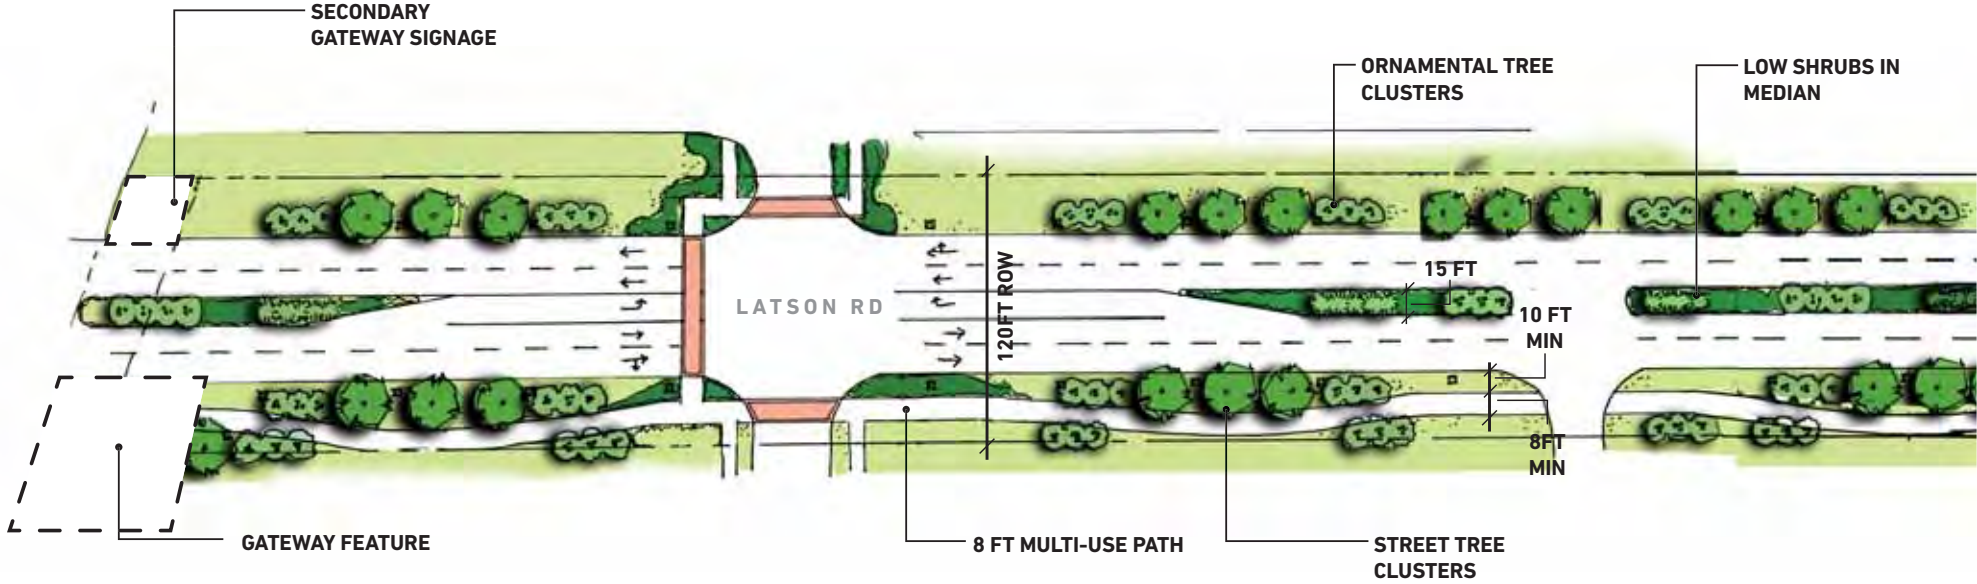 SECONDARY
GATEWAY SIGNAGE
ORNAMENTAL TREE
CLUSTERS
LOW SHRUBS IN
MEDIAN
15 FT
LATSON RD
120FT ROW
10 FT
MIN
8FT
MIN
GATEWAY FEATURE
8 FT MULTI-USE PATH
STREET TREE
CLUSTERS